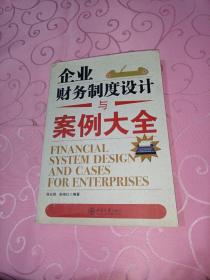 企业
财务制度设计
与
案例大全
FINANCIAL
SYSTEM DESIGN
AND CASES
FOR ENTERPRISES